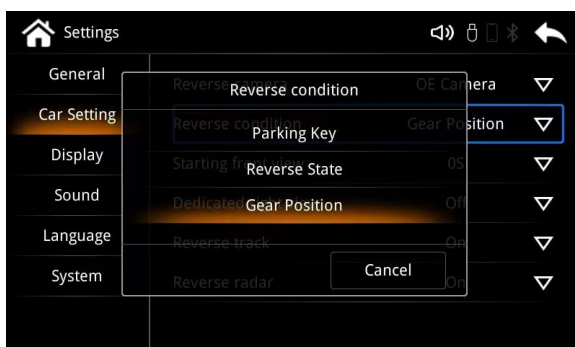 Settings
General
Car Setting
Display
Sound
Language
System
Reverse camera OE Camera
Reverse condition Gear Position
Starting front view 0S
Dedicated Off
Reverse track On
Reverse radar On
Reverse condition
Parking Key
Reverse State
Gear Position
Cancel